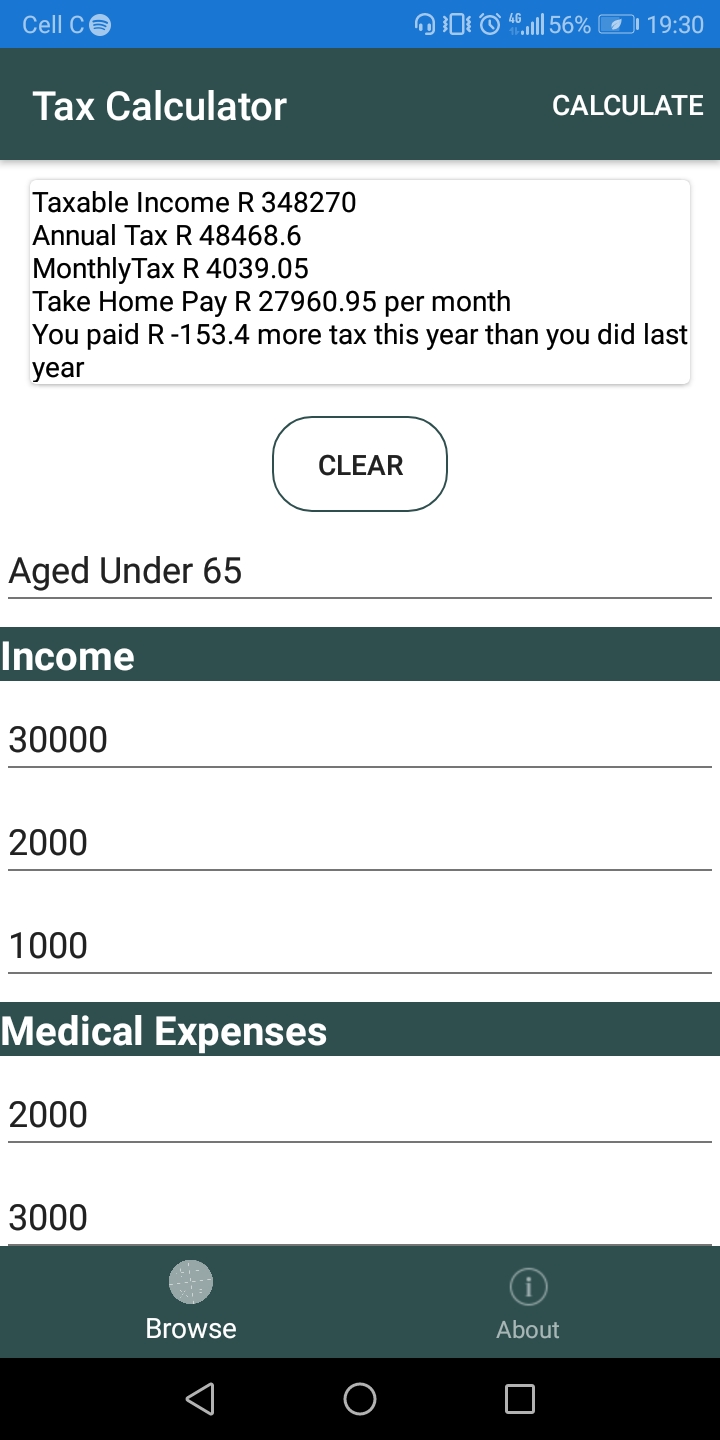 Cell C
4G 56% 19:30
Tax Calculator
CALCULATE
Taxable Income R 348270
Annual Tax R 48468.6
MonthlyTax R 4039.05
Take Home Pay R 27960.95 per month
You paid R -153.4 more tax this year than you did last
year
CLEAR
Aged Under 65
Income
30000
2000
1000
Medical Expenses
2000
3000
Browse
About